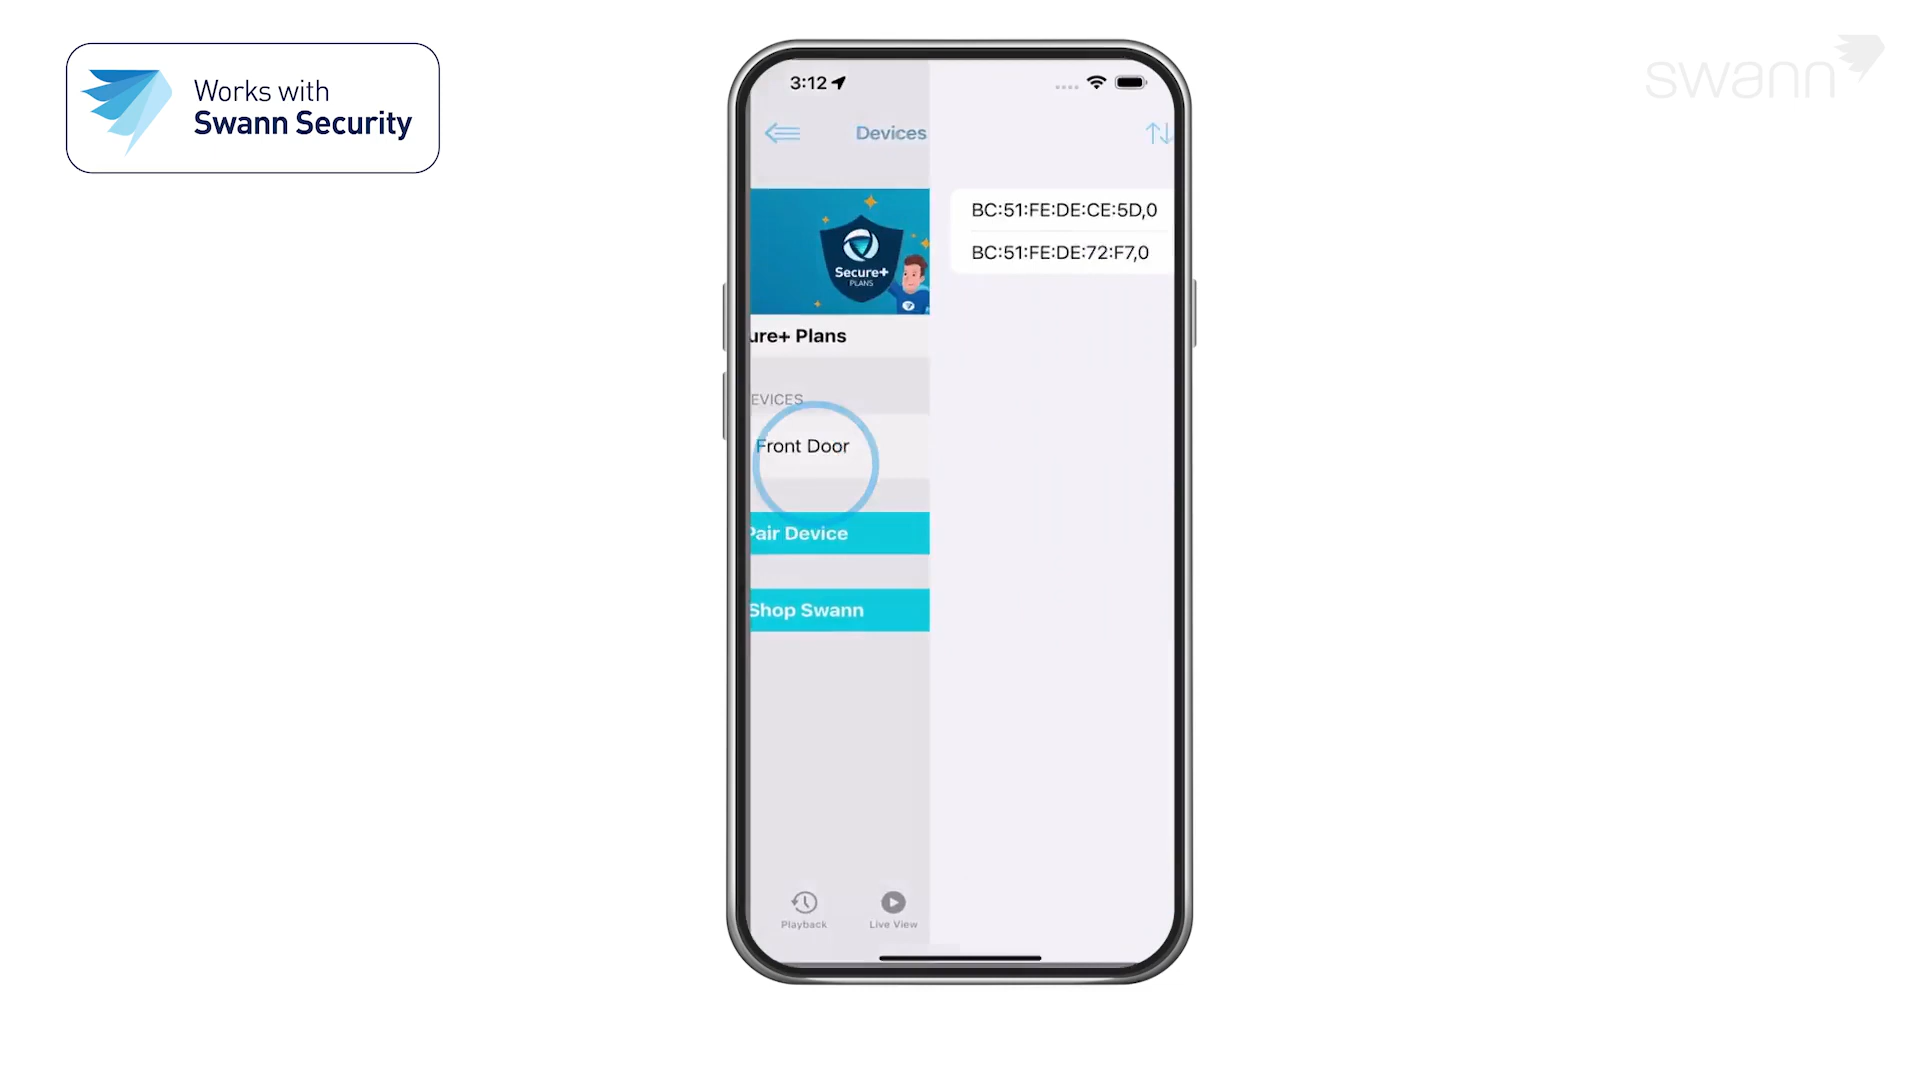 Works with
Swann Security
swann
3:12
Devices
BC:51:FE:DE:CE:5D,0
BC:51:FE:DE:72:F7,0
Secure+
PLANS
ure+ Plans
EVICES
Front Door
Pair Device
Shop Swann
Playback
Live View